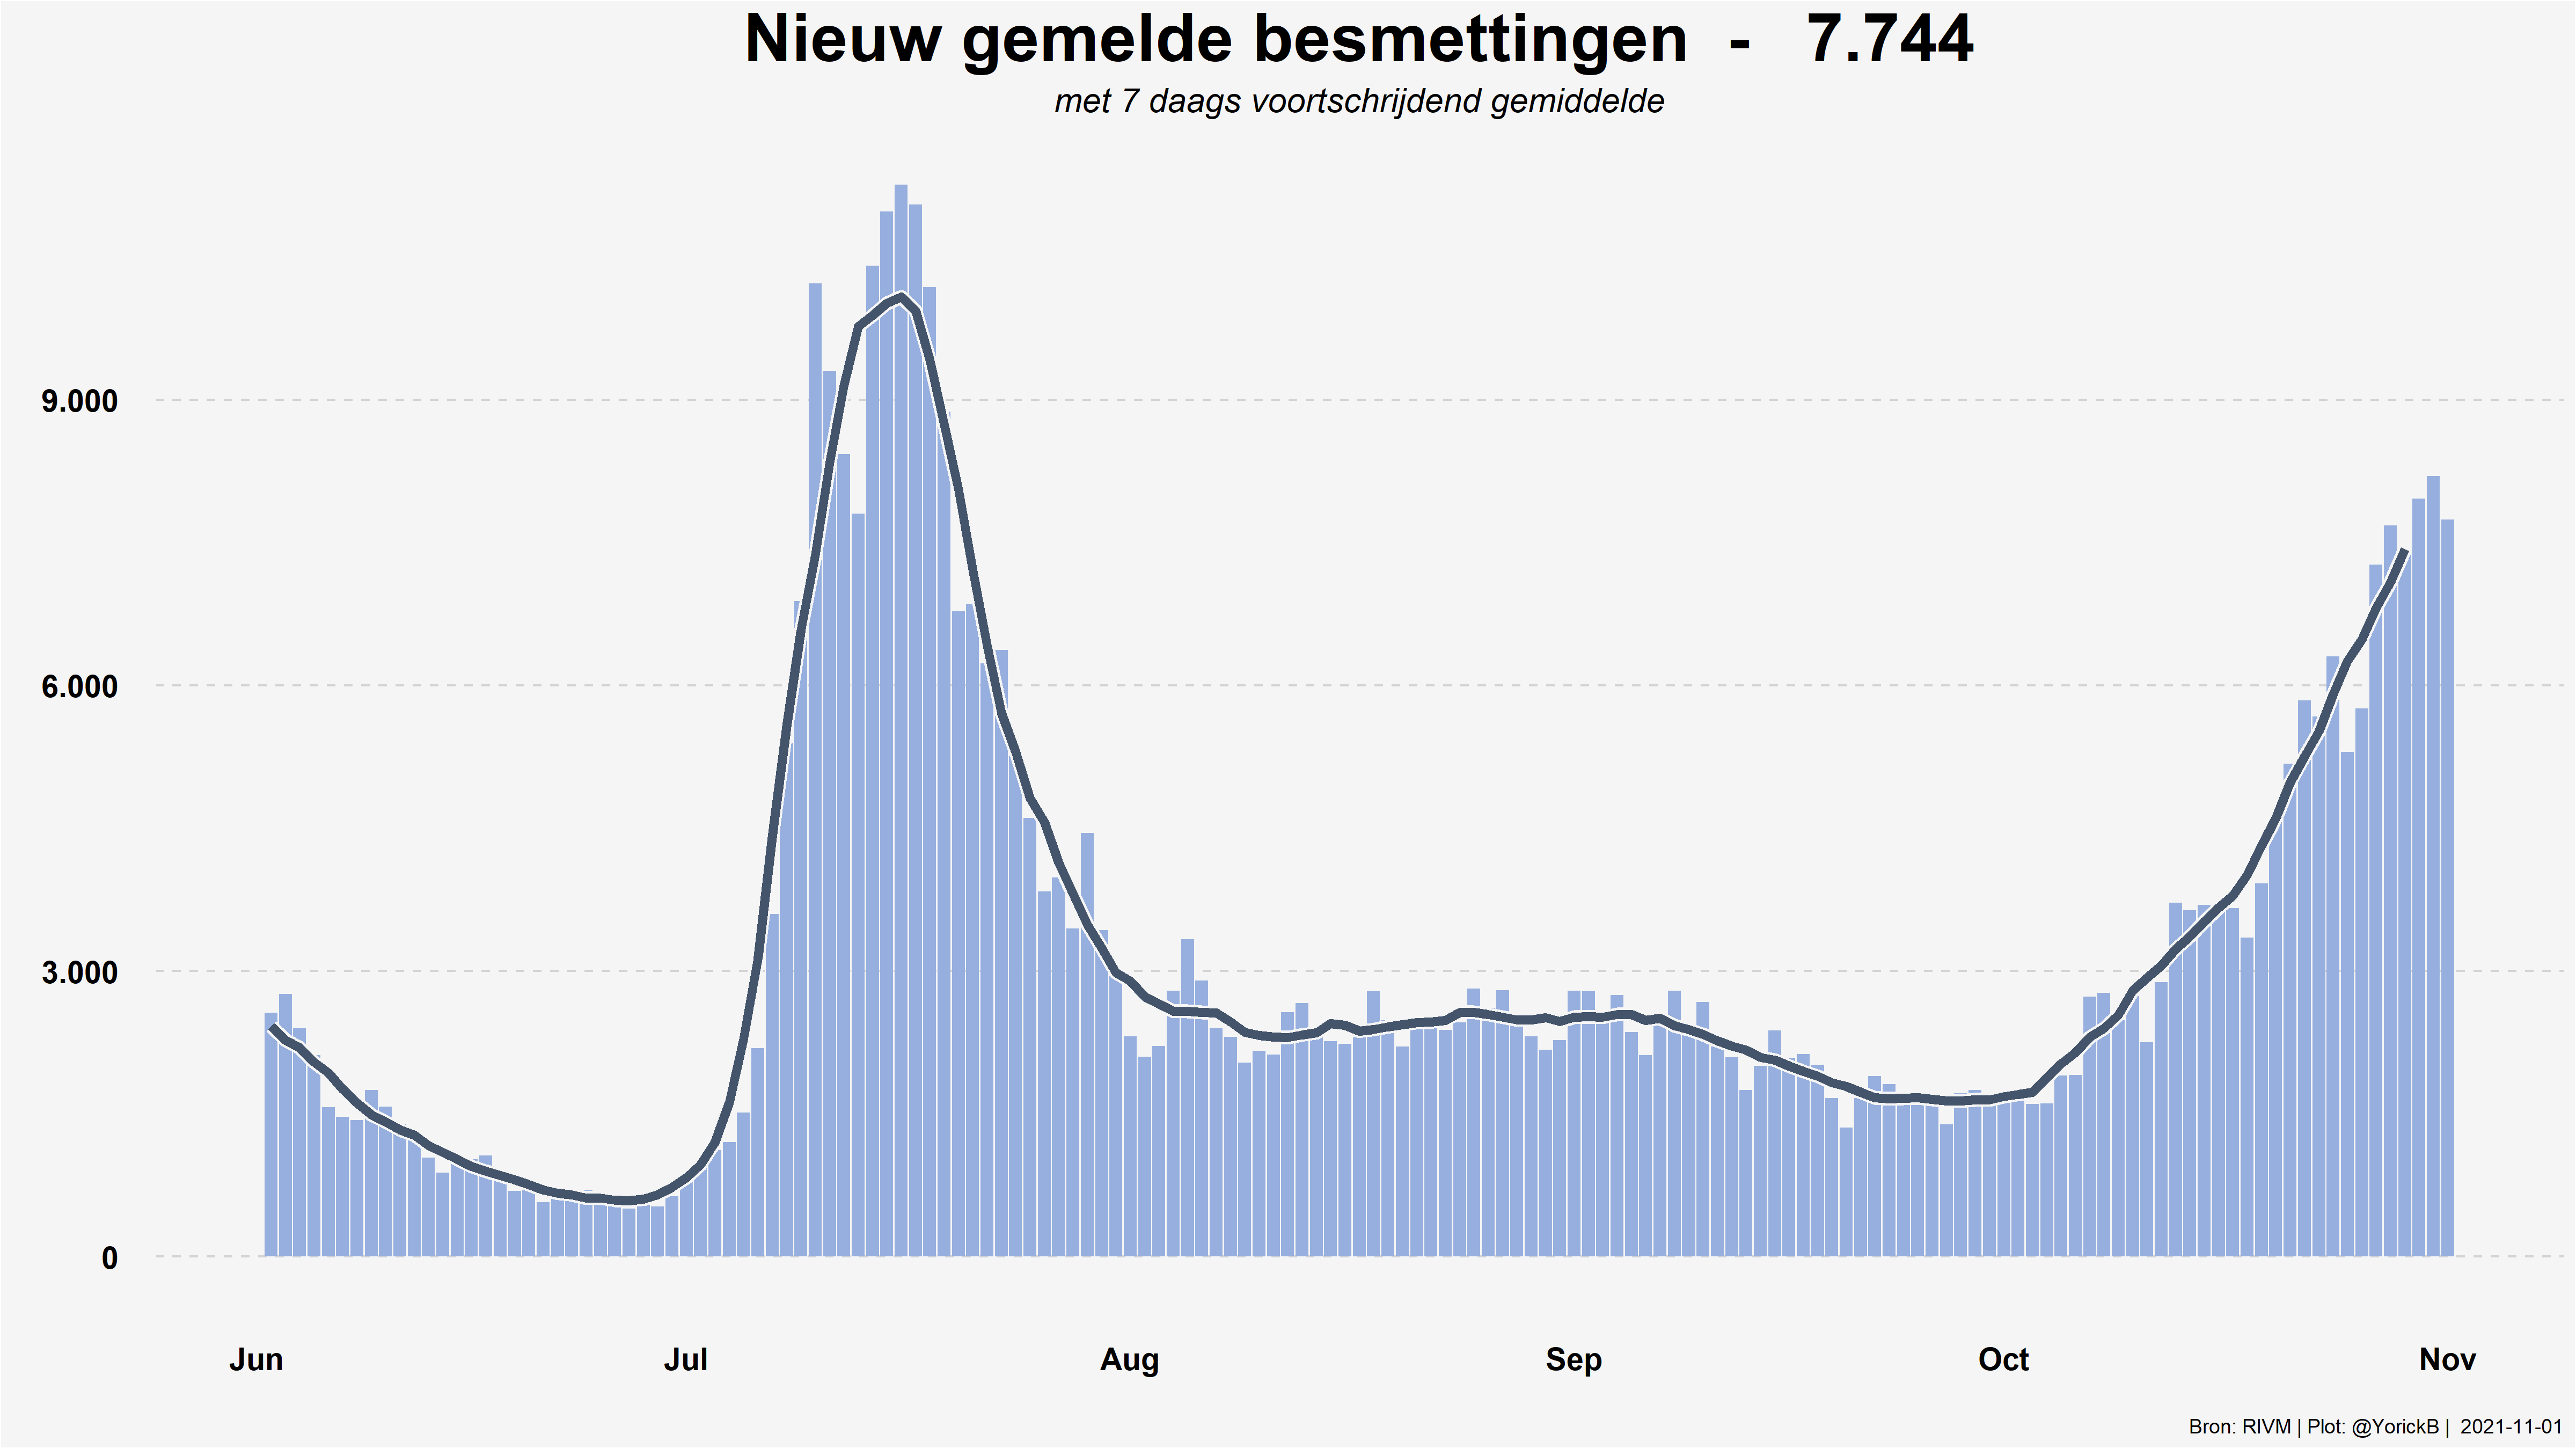 Nieuw gemelde besmettingen - 7.744
met 7 daags voortschrijdend gemiddelde
9.000
6.000
3.000
0
Jun Jul Aug Sep Oct Nov
Bron: RIVM | Plot: @YorickB | 2021-11-01